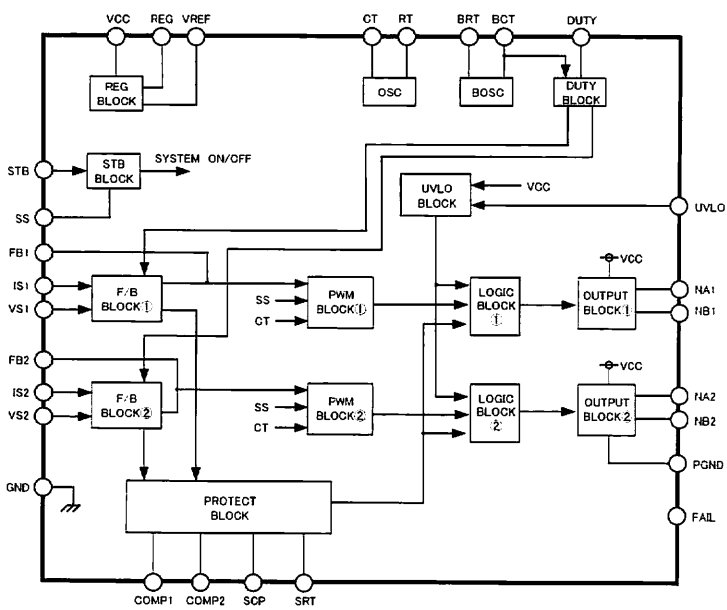 VCC REG VREF CT RT BRT BCT DUTY
REG
BLOCK
OSC
BOSC
DUTY
BLOCK
STB
STB
BLOCK
SYSTEM ON/OFF
SS
UVLO
BLOCK
VCC
UVLO
FB1
IS1
VS1
F/B
BLOCK①
SS
CT
PWM
BLOCK①
LOGIC
BLOCK
①
VCC
OUTPUT
BLOCK①
NA1
NB1
FB2
IS2
VS2
F/B
BLOCK②
SS
CT
PWM
BLOCK②
LOGIC
BLOCK
②
VCC
OUTPUT
BLOCK②
NA2
NB2
PGND
GND
PROTECT
BLOCK
FAIL
COMP1 COMP2 SCP SRT